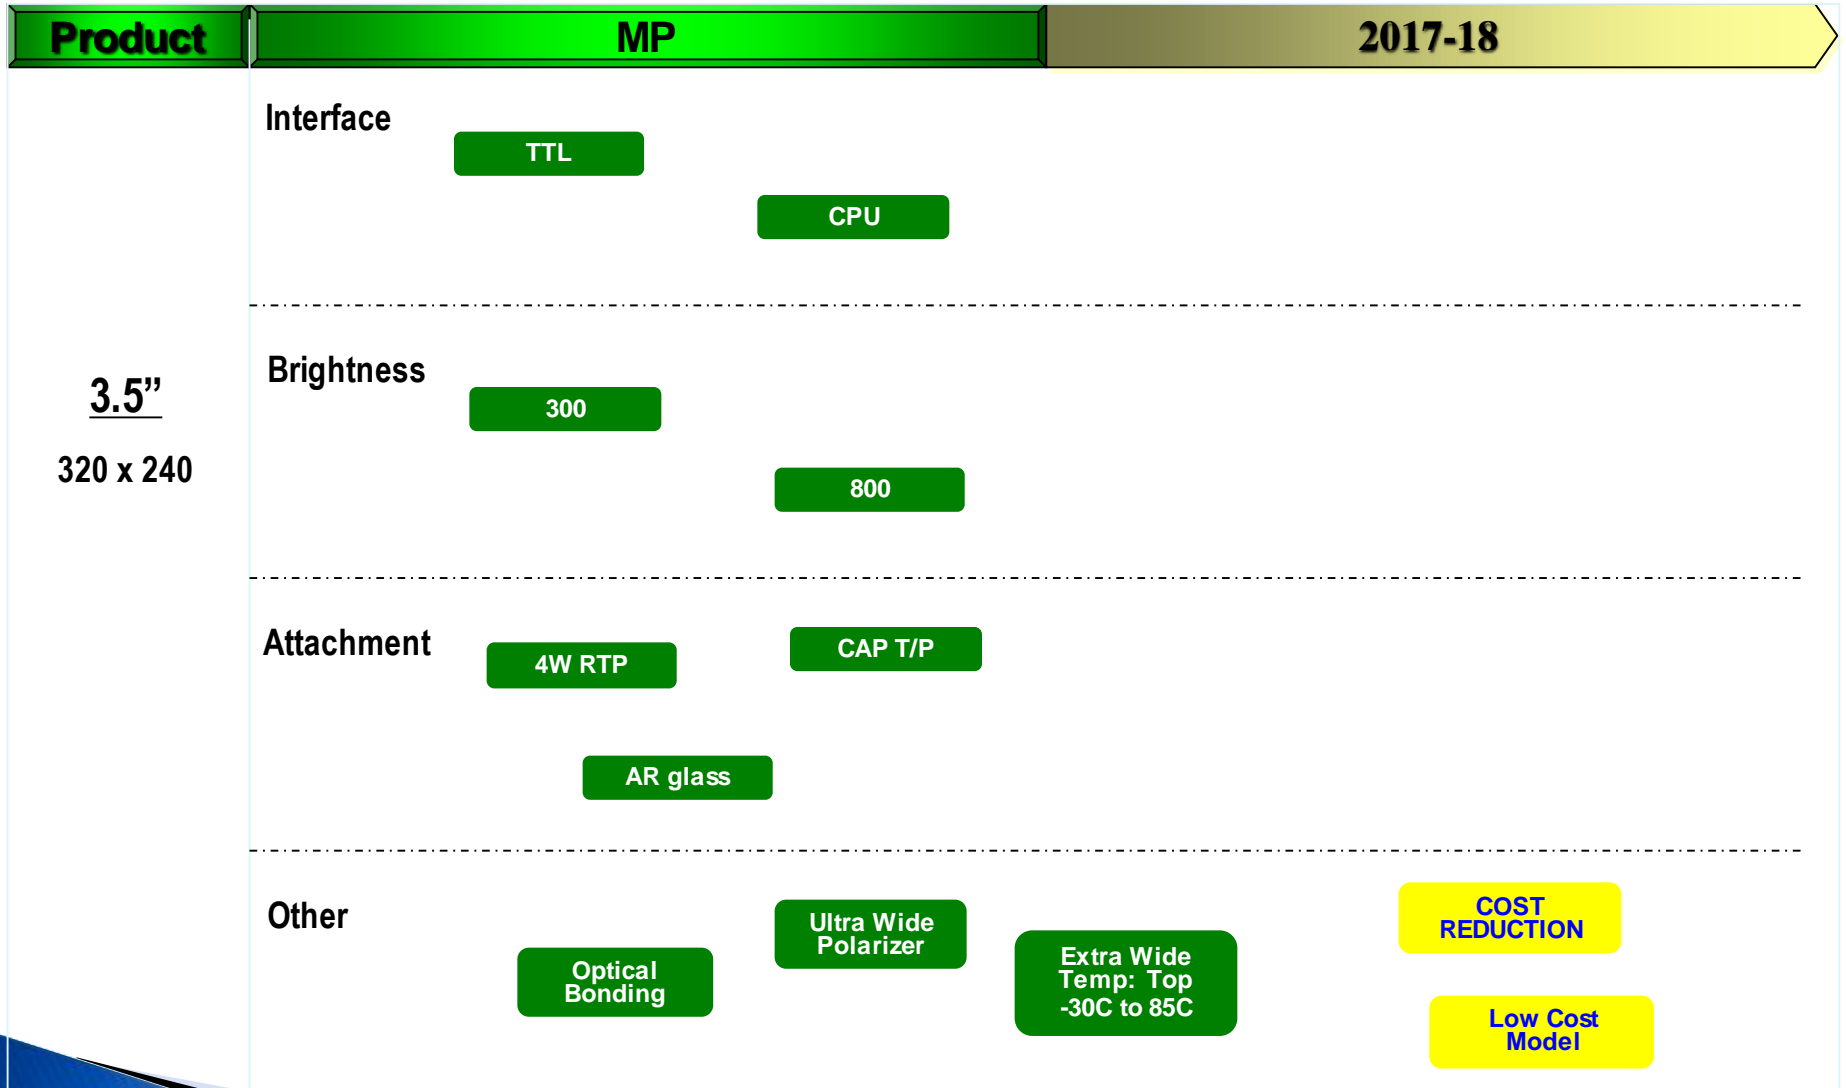 Product
MP
2017-18
Interface
TTL
CPU
Brightness
3.5”
300
320 x 240
800
Attachment
4W RTP
CAP T/P
AR glass
Other
Optical
Bonding
Ultra Wide
Polarizer
Extra Wide
Temp: Top
-30C to 85C
COST
REDUCTION
Low Cost
Model